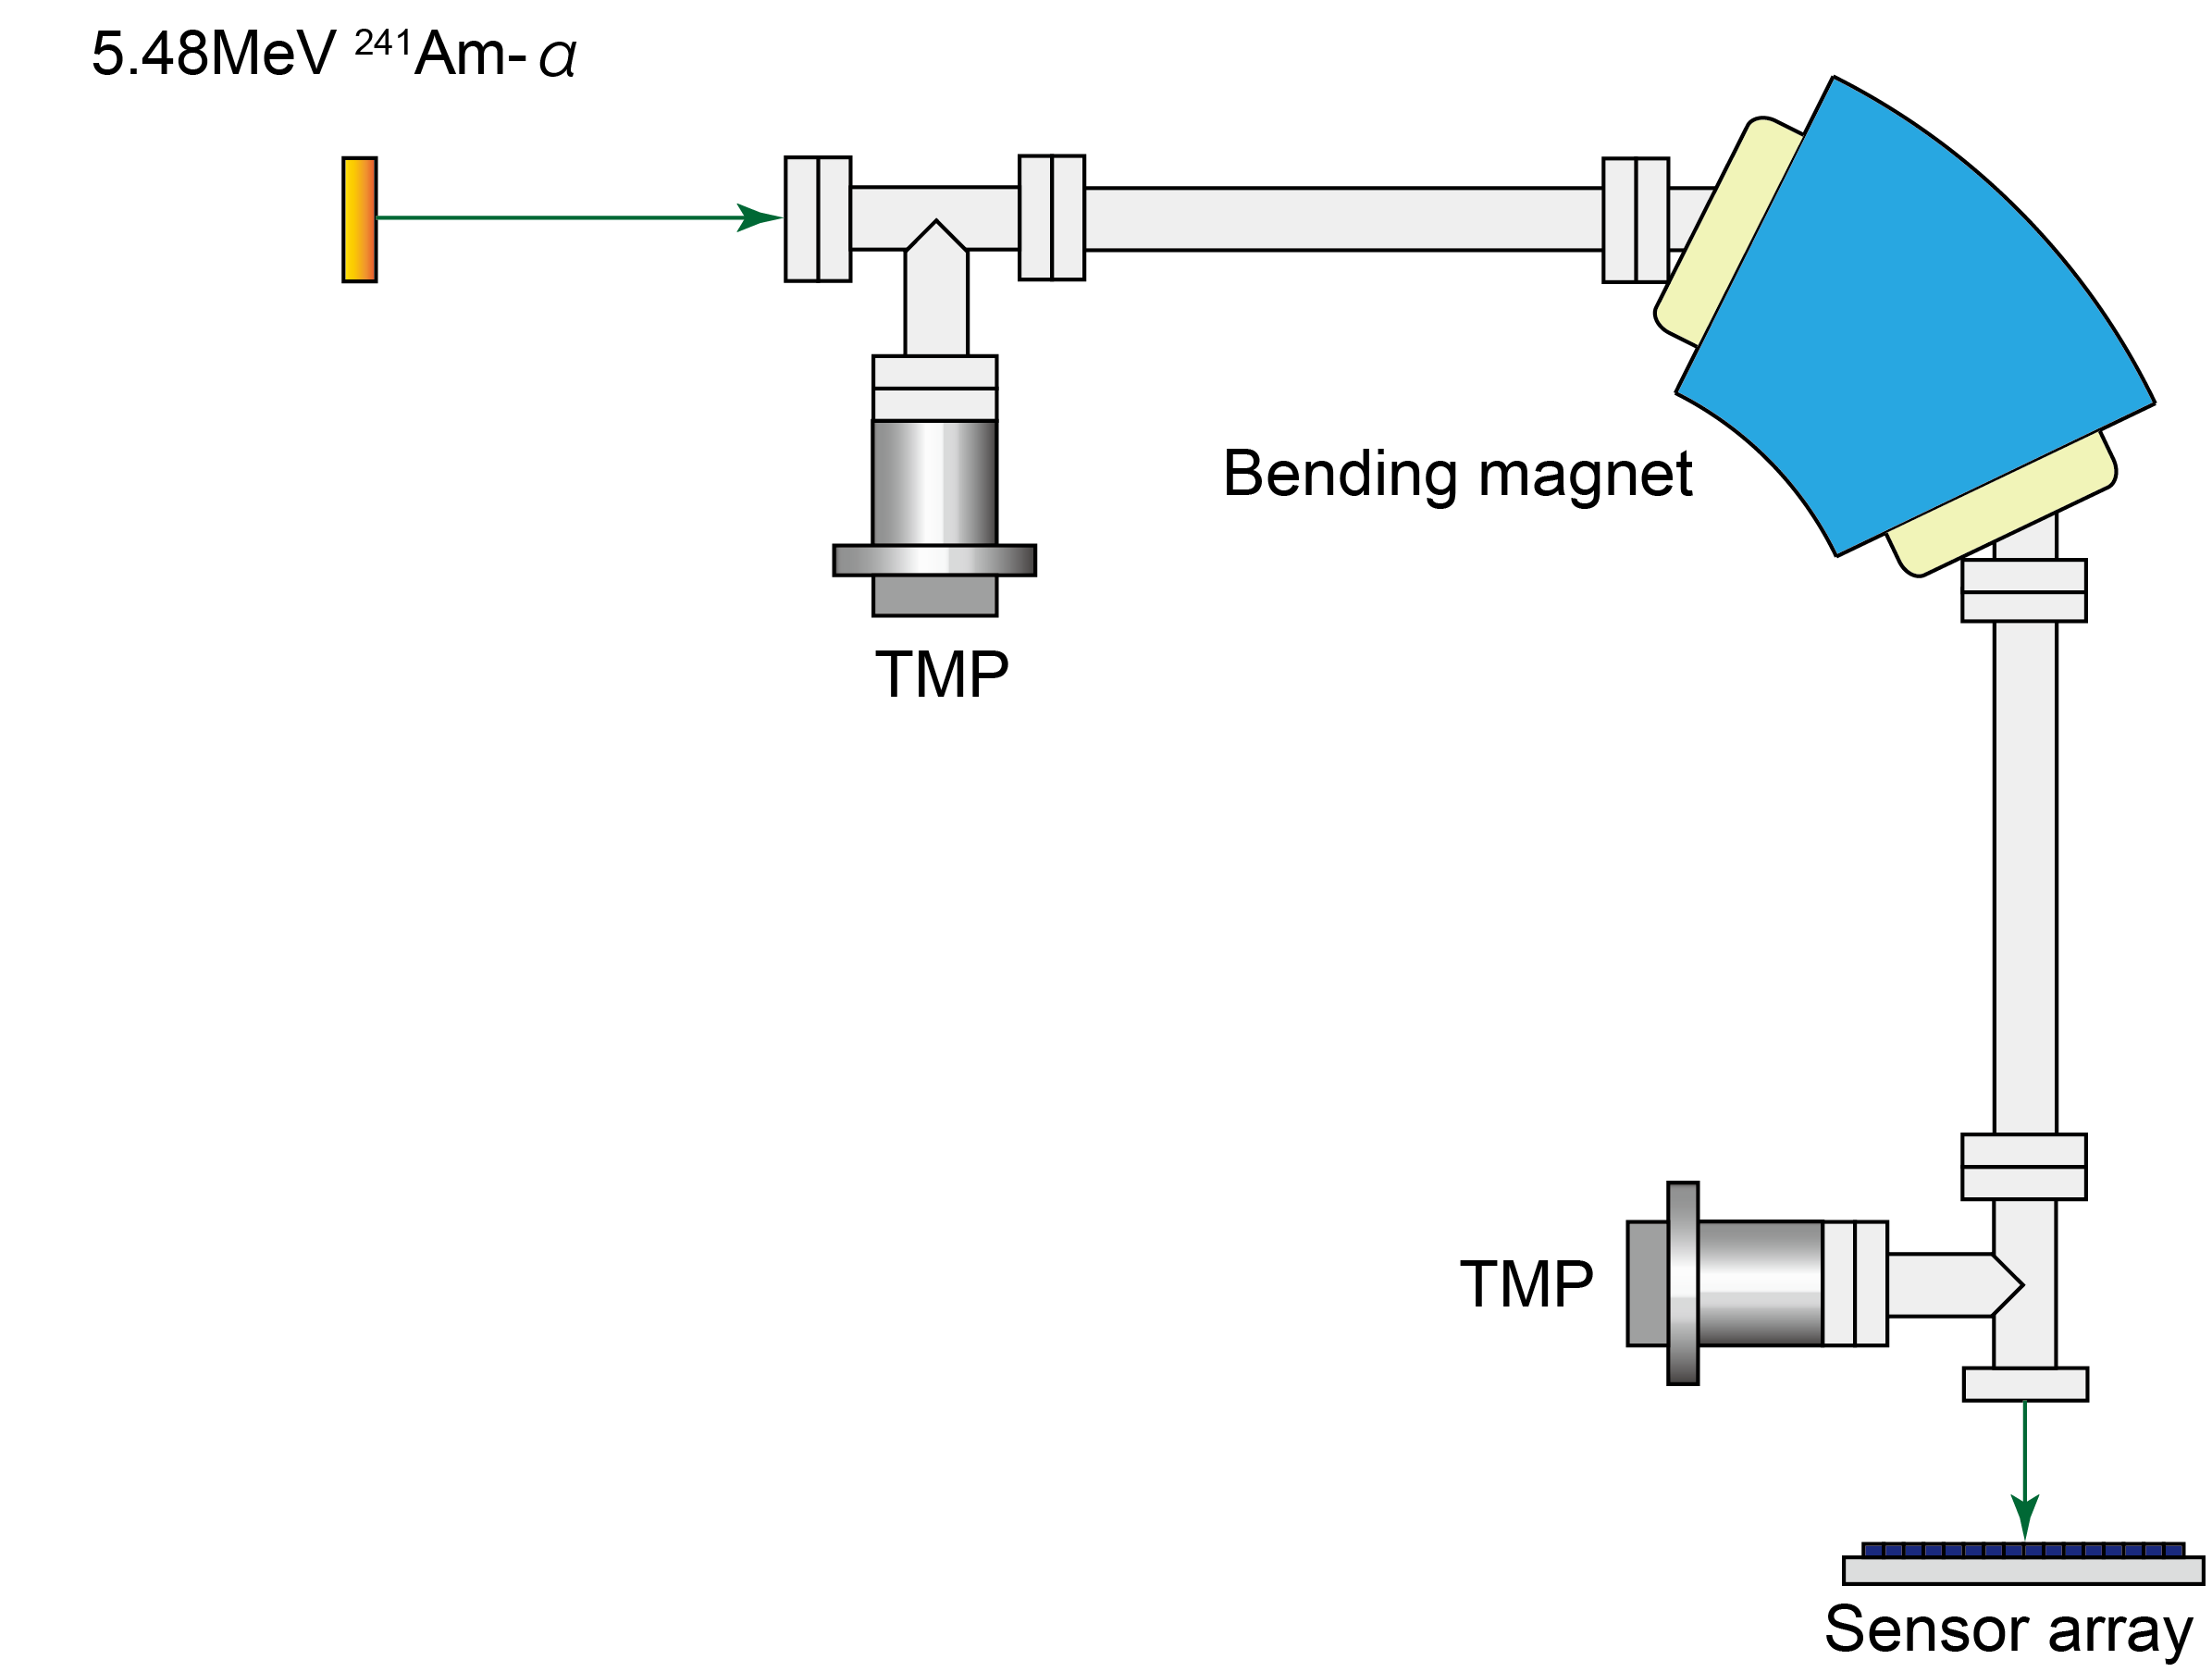 5.48MeV ²⁴¹Am-α
Bending magnet
TMP
TMP
Sensor array